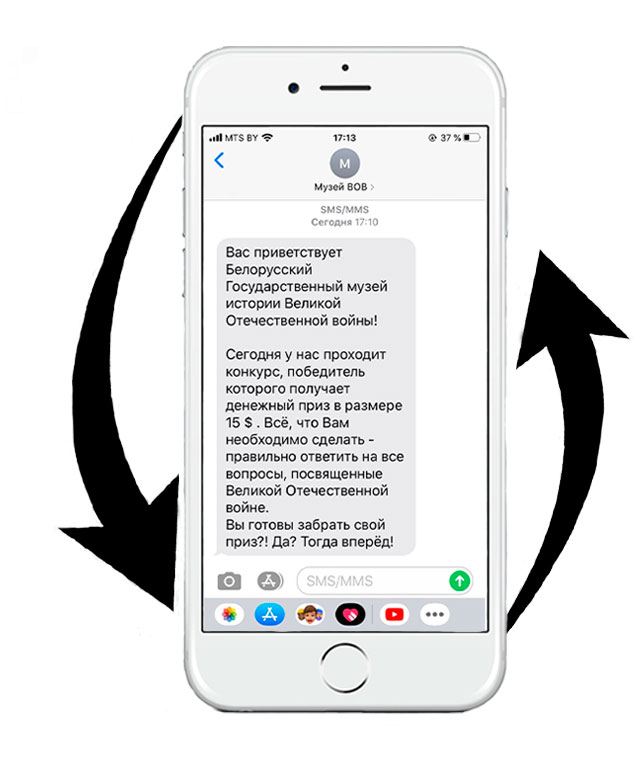 MTS BY 17:13 37 %
М
Музей ВОВ >
SMS/MMS
Сегодня 17:10
Вас приветствует
Белорусский
Государственный музей
истории Великой
Отечественной войны!
Сегодня у нас проходит
конкурс, победитель
которого получает
денежный приз в размере
15 $ . Всё, что Вам
необходимо сделать -
правильно ответить на все
вопросы, посвященные
Великой Отечественной
войне.
Вы готовы забрать свой
приз?! Да? Тогда вперёд!
SMS/MMS